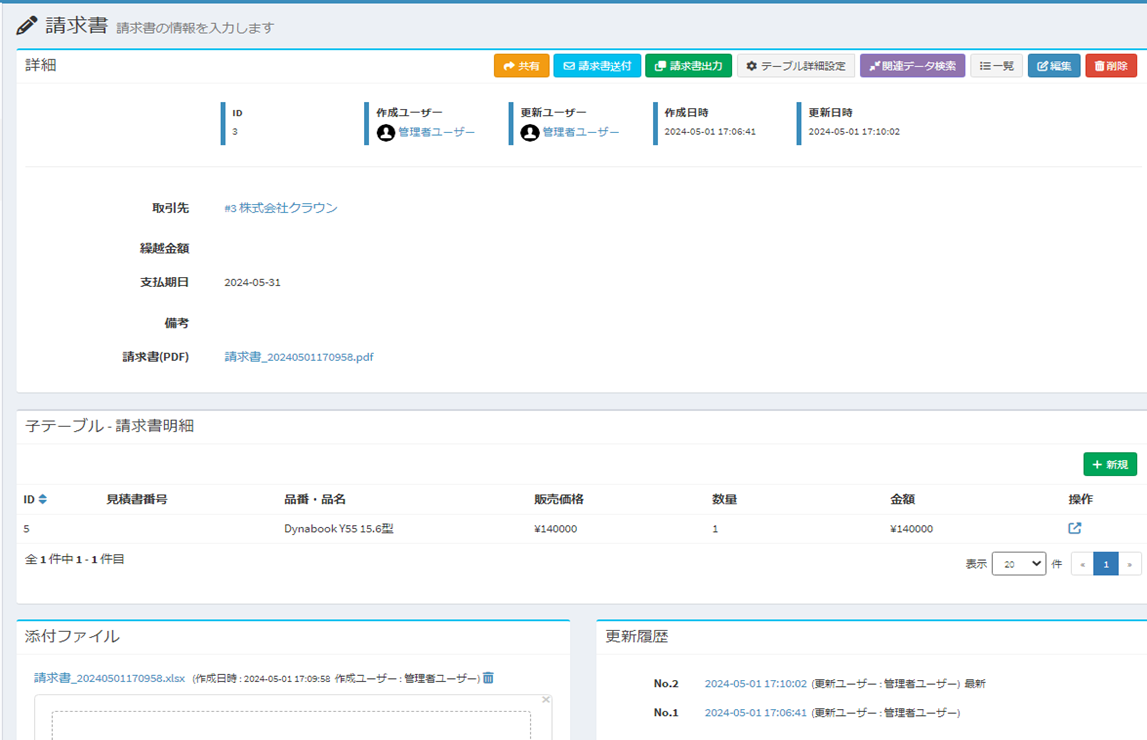 請求書 請求書の情報を入力します
詳細 共有 請求書送付 請求書出力 テーブル詳細設定 関連データ検索 一覧 編集 削除
ID 作成ユーザー 更新ユーザー 作成日時 更新日時
3 管理者ユーザー 管理者ユーザー 2024-05-01 17:06:41 2024-05-01 17:10:02
取引先 #3 株式会社クラウン
繰越金額
支払期日 2024-05-31
備考
請求書(PDF) 請求書_20240501170958.pdf
子テーブル - 請求書明細
+ 新規
ID 見積書番号 品番・品名 販売価格 数量 金額 操作
5 Dynabook Y55 15.6型 ¥140000 1 ¥140000
全 1 件中 1 - 1 件目
表示 20 件 « 1 »
添付ファイル 更新履歴
請求書_20240501170958.xlsx (作成日時 : 2024-05-01 17:09:58 作成ユーザー : 管理者ユーザー)
No.2 2024-05-01 17:10:02 (更新ユーザー : 管理者ユーザー) 最新
No.1 2024-05-01 17:06:41 (更新ユーザー : 管理者ユーザー)